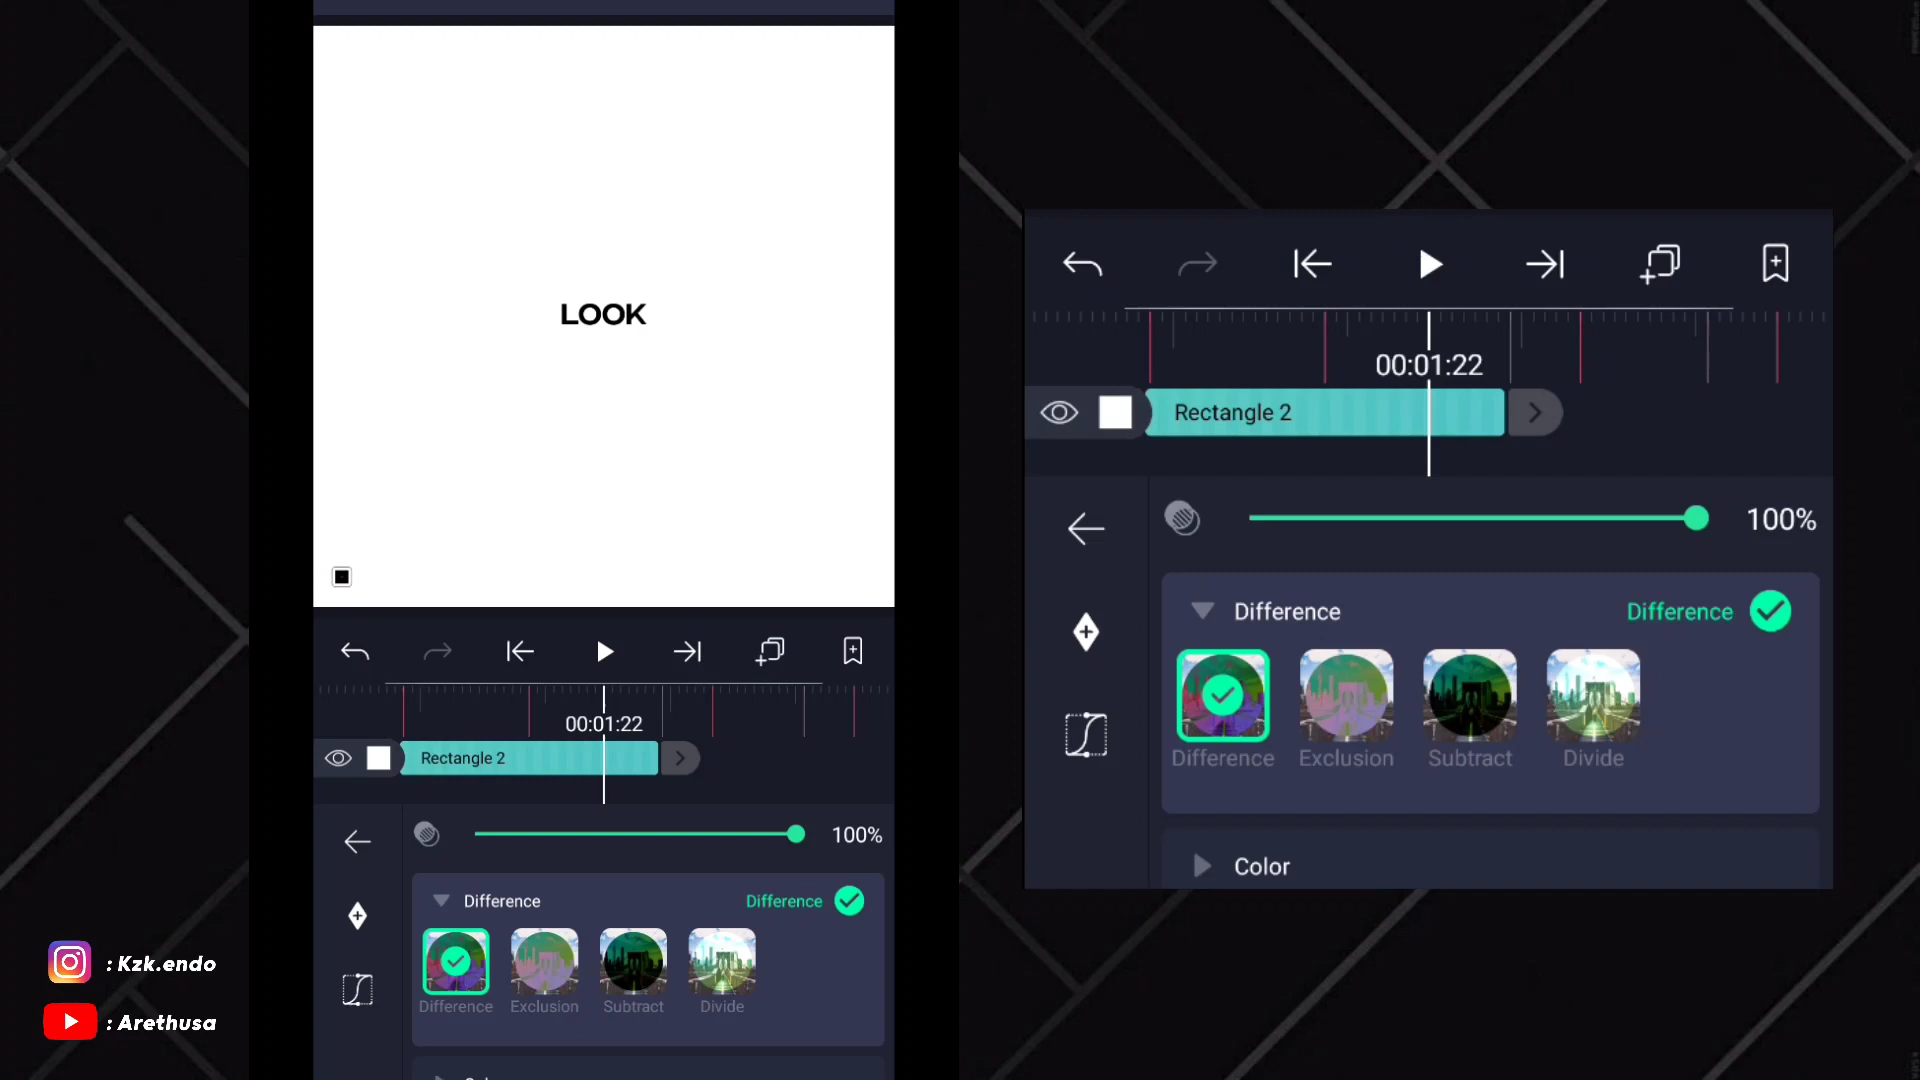 LOOK
00:01:22
Rectangle 2
100%
Difference
Difference
Difference
Exclusion
Subtract
Divide
: Kzk.endo
: Arethusa
00:01:22
Rectangle 2
100%
Difference
Difference
Difference
Exclusion
Subtract
Divide
Color